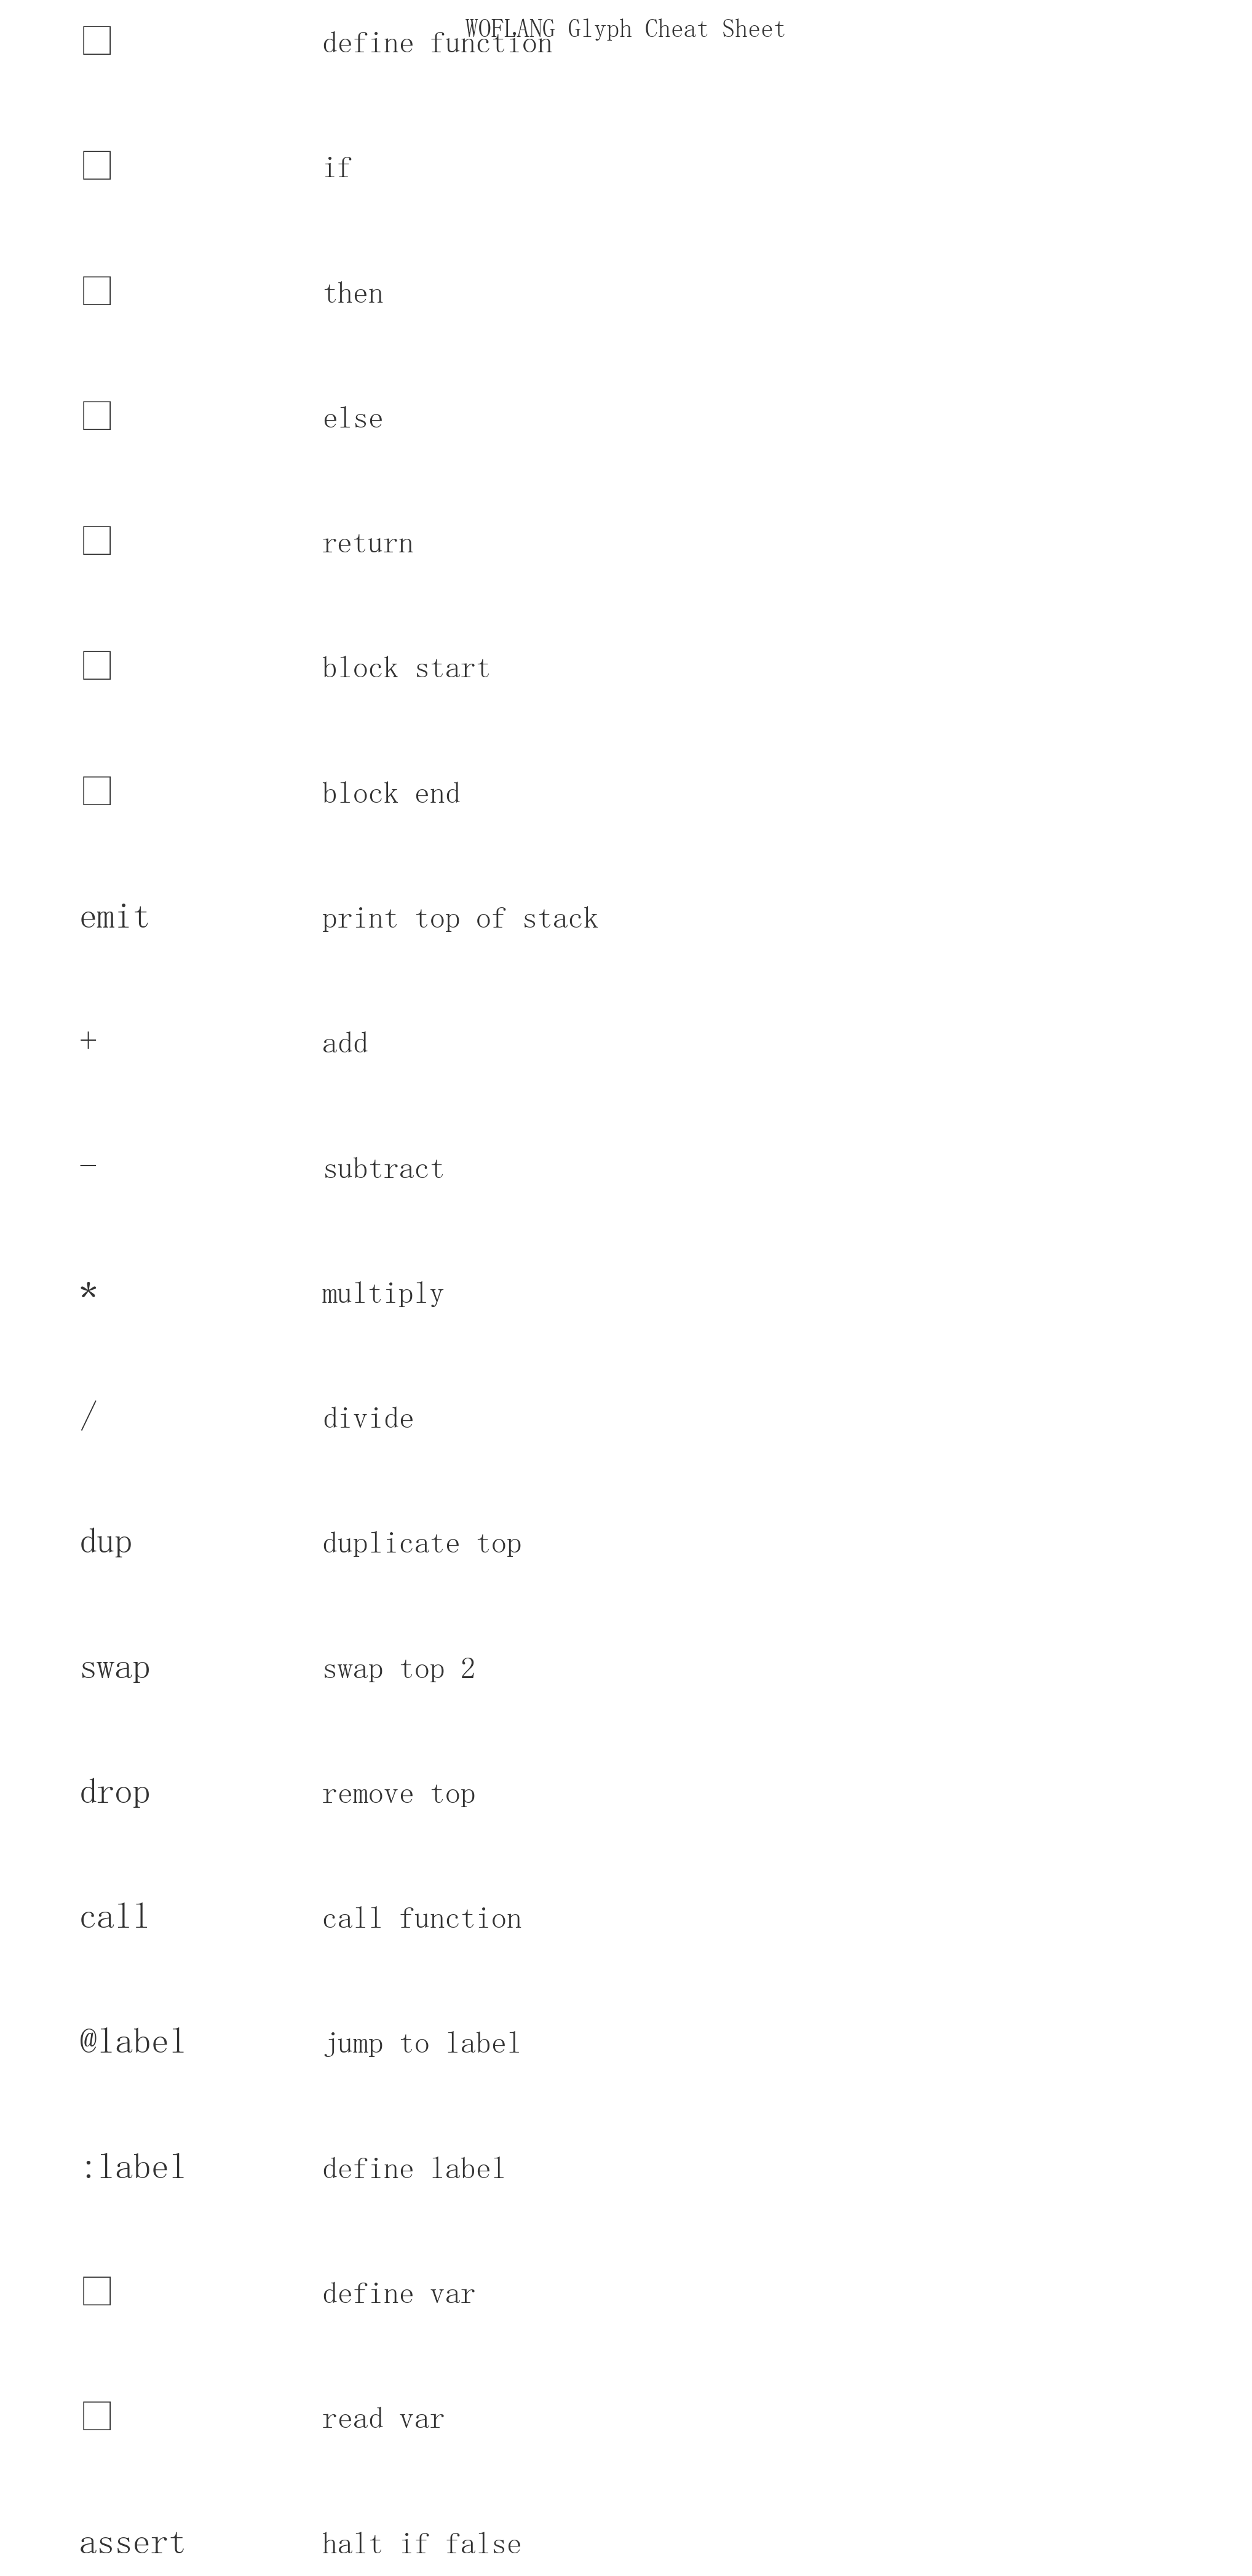 WOFLANG Glyph Cheat Sheet
□ define function
□ if
□ then
□ else
□ return
□ block start
□ block end
emit print top of stack
+ add
- subtract
* multiply
/ divide
dup duplicate top
swap swap top 2
drop remove top
call call function
@label jump to label
:label define label
□ define var
□ read var
assert halt if false